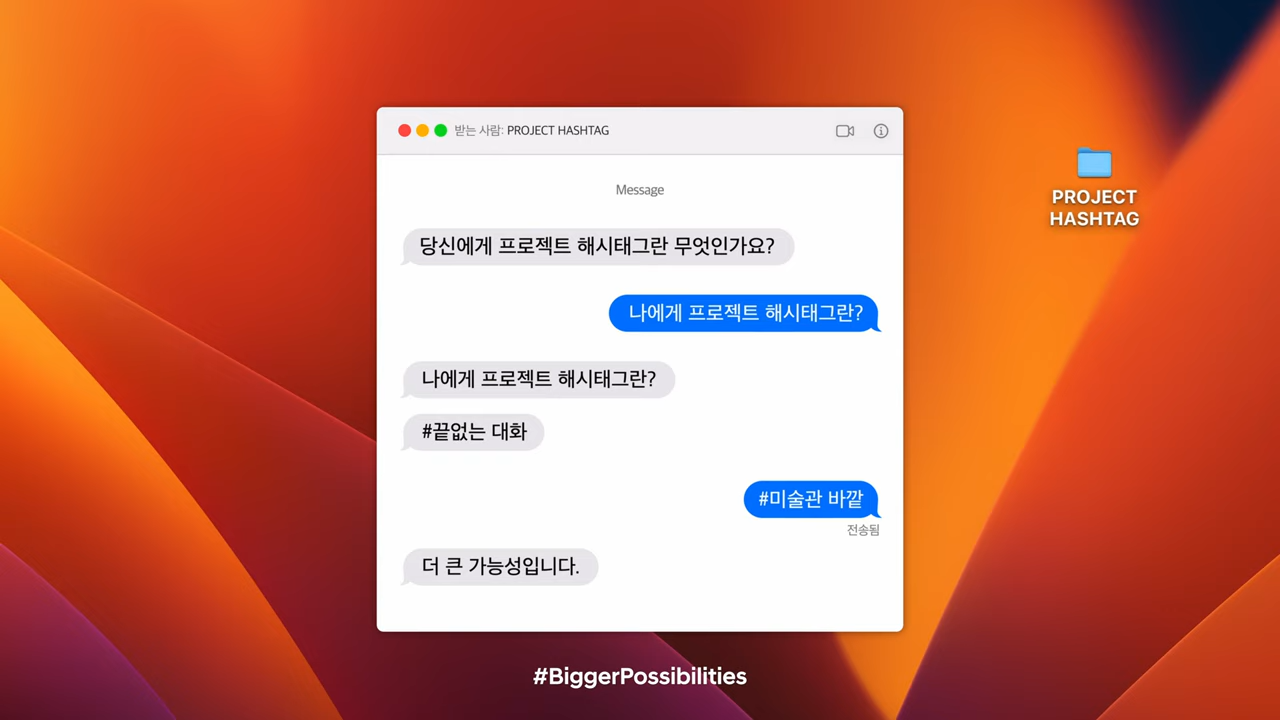 받는 사람: PROJECT HASHTAG
Message
당신에게 프로젝트 해시태그란 무엇인가요?
나에게 프로젝트 해시태그란?
나에게 프로젝트 해시태그란?
#끝없는 대화
#미술관 바깥
전송됨
더 큰 가능성입니다.
PROJECT
HASHTAG
#BiggerPossibilities